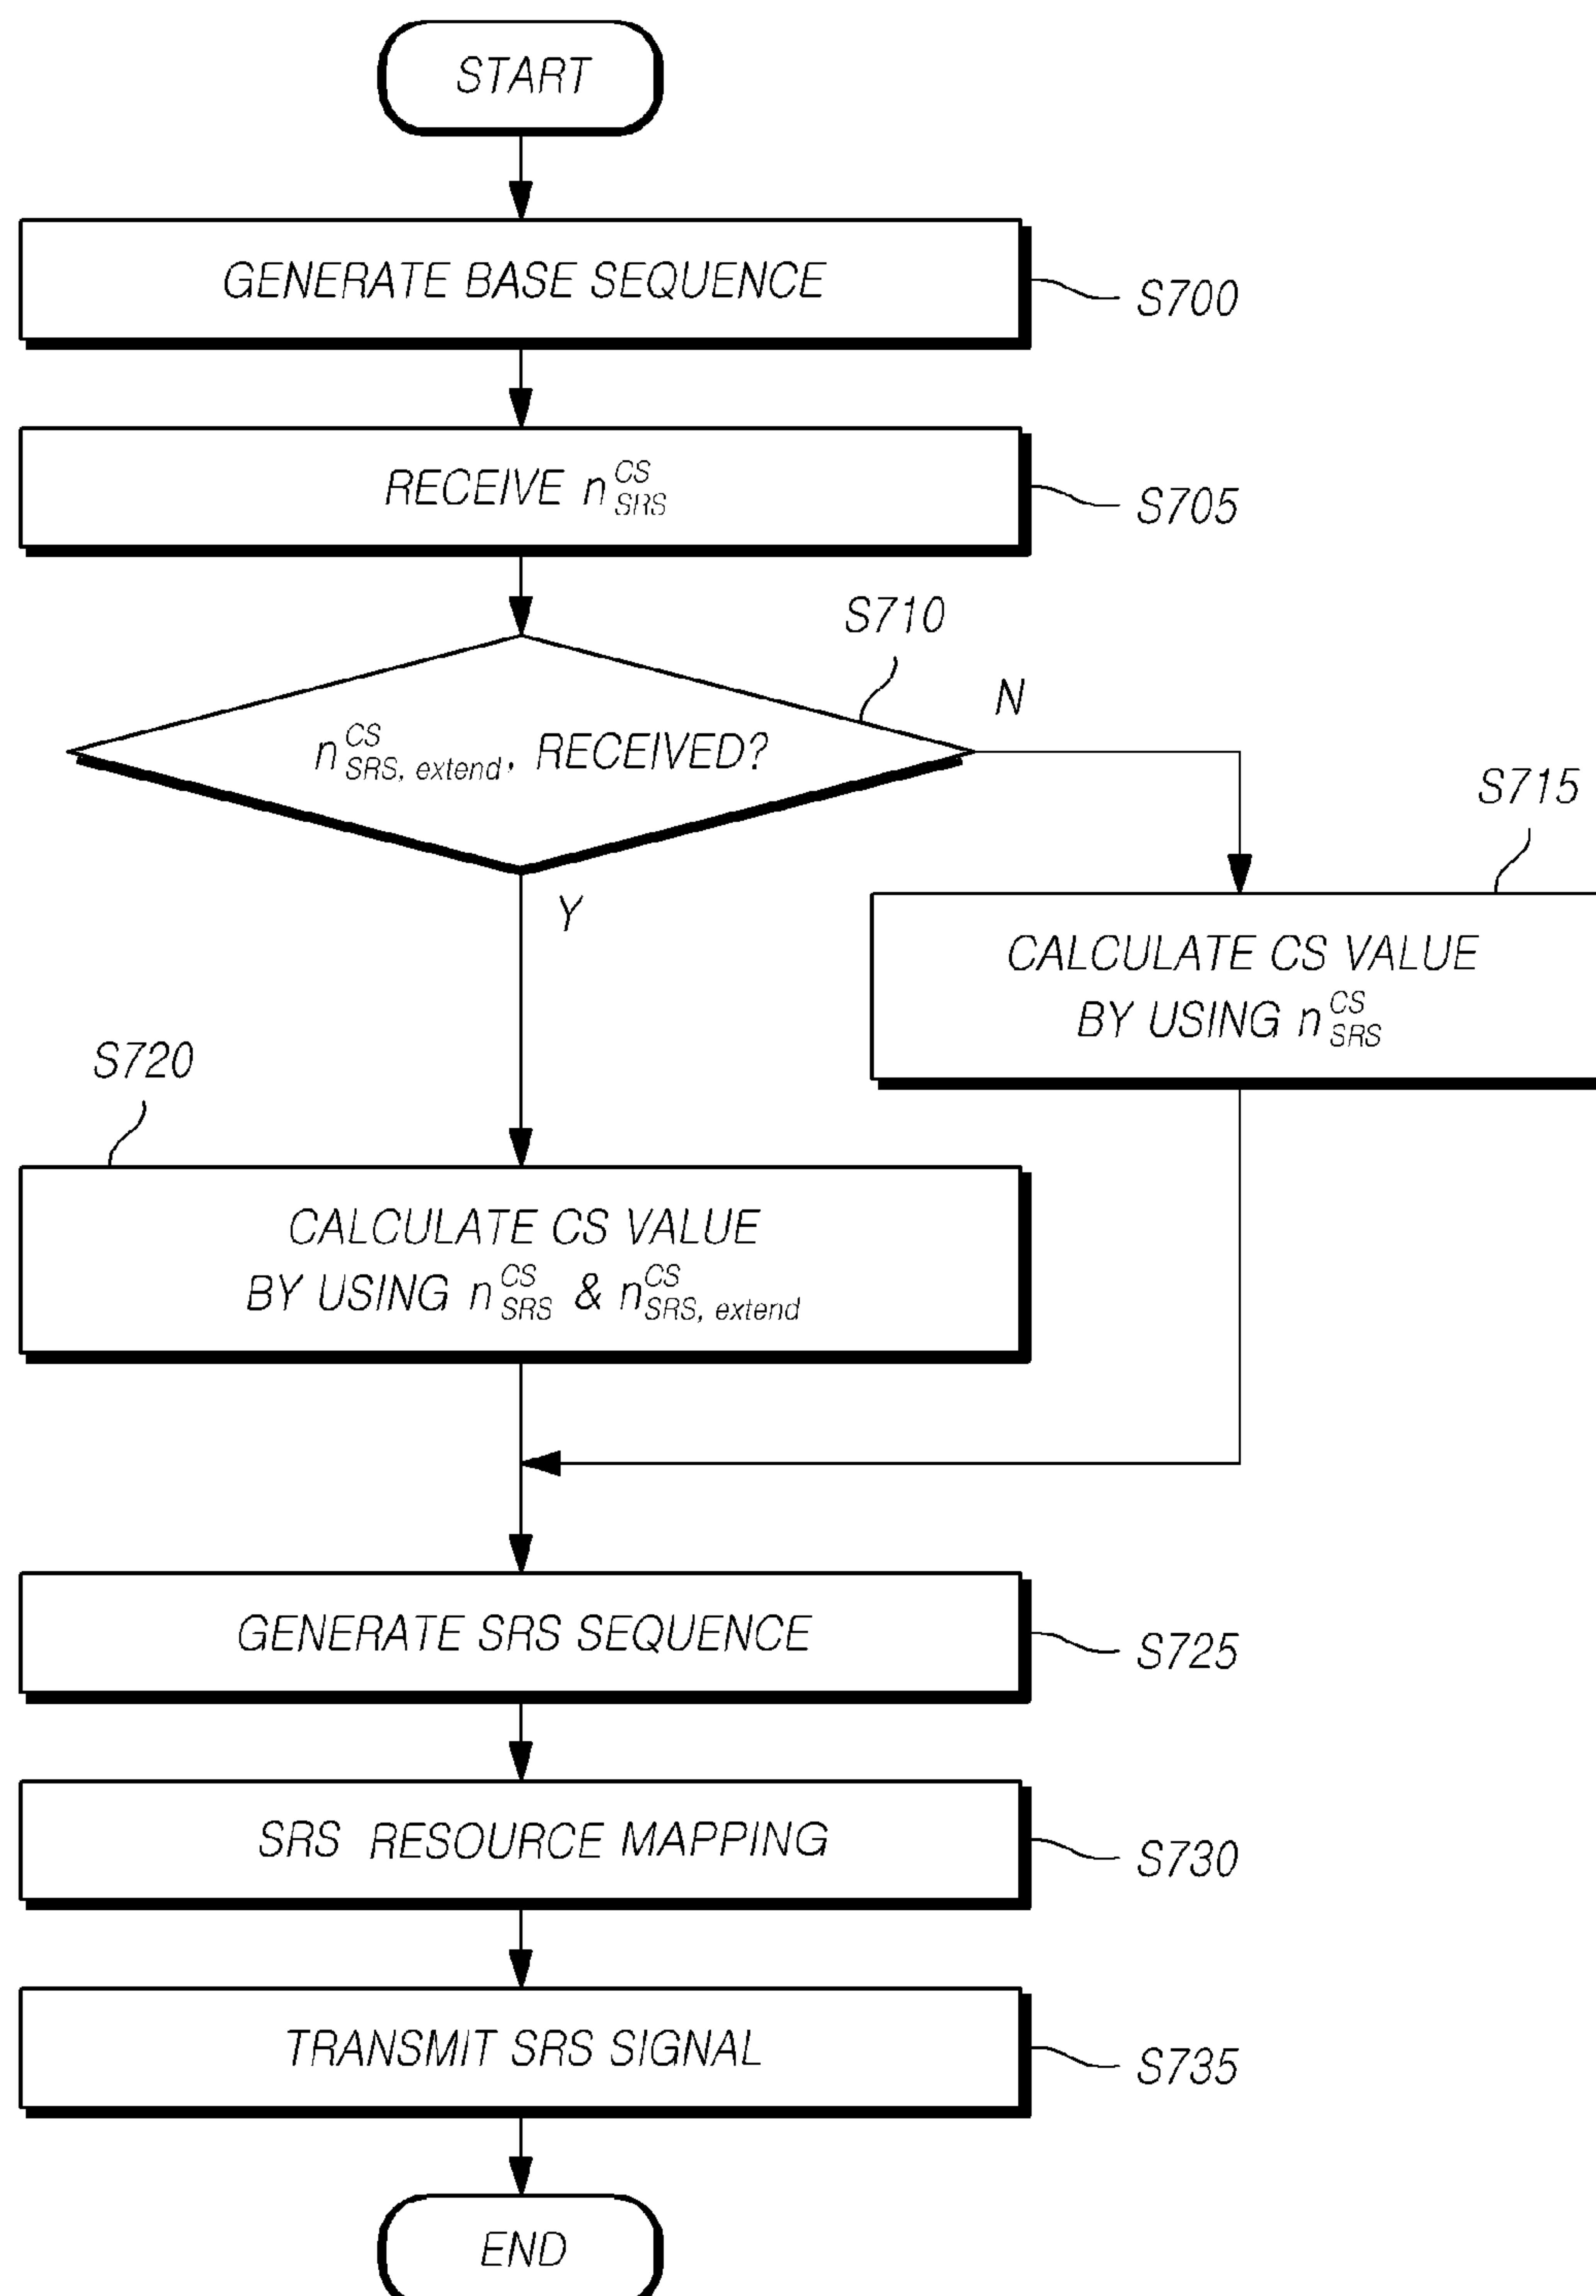 START
GENERATE BASE SEQUENCE
S700
RECEIVE n^{CS}_{SRS}
S705
S710
n^{CS}_{SRS, extend}, RECEIVED?
N
Y
S715
CALCULATE CS VALUE
BY USING n^{CS}_{SRS}
S720
CALCULATE CS VALUE
BY USING n^{CS}_{SRS} & n^{CS}_{SRS, extend}
GENERATE SRS SEQUENCE
S725
SRS RESOURCE MAPPING
S730
TRANSMIT SRS SIGNAL
S735
END